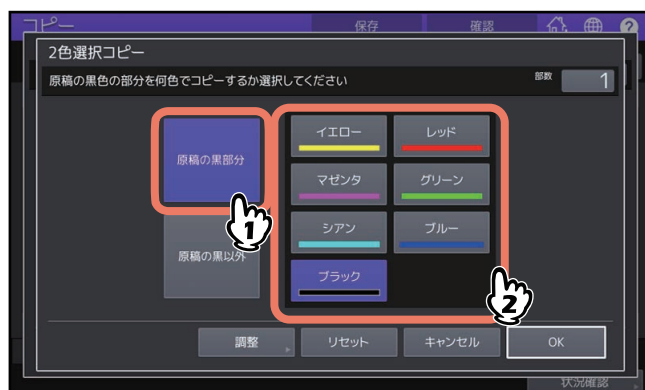 コピー
保存
確認
?
2色選択コピー
原稿の黒色の部分を何色でコピーするか選択してください
部数
1
原稿の黒部分
イエロー
レッド
マゼンタ
グリーン
シアン
ブルー
ブラック
原稿の黒以外
1
2
調整
リセット
キャンセル
OK
状況確認